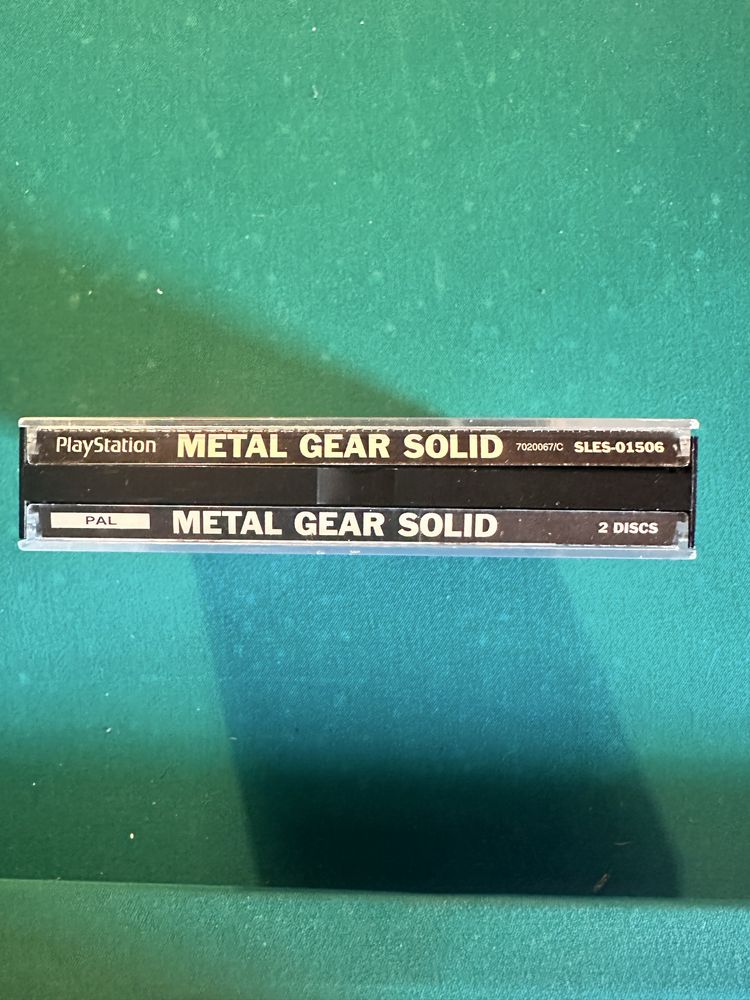 PlayStation METAL GEAR SOLID 7020067/C SLES-01506
PAL METAL GEAR SOLID 2 DISCS